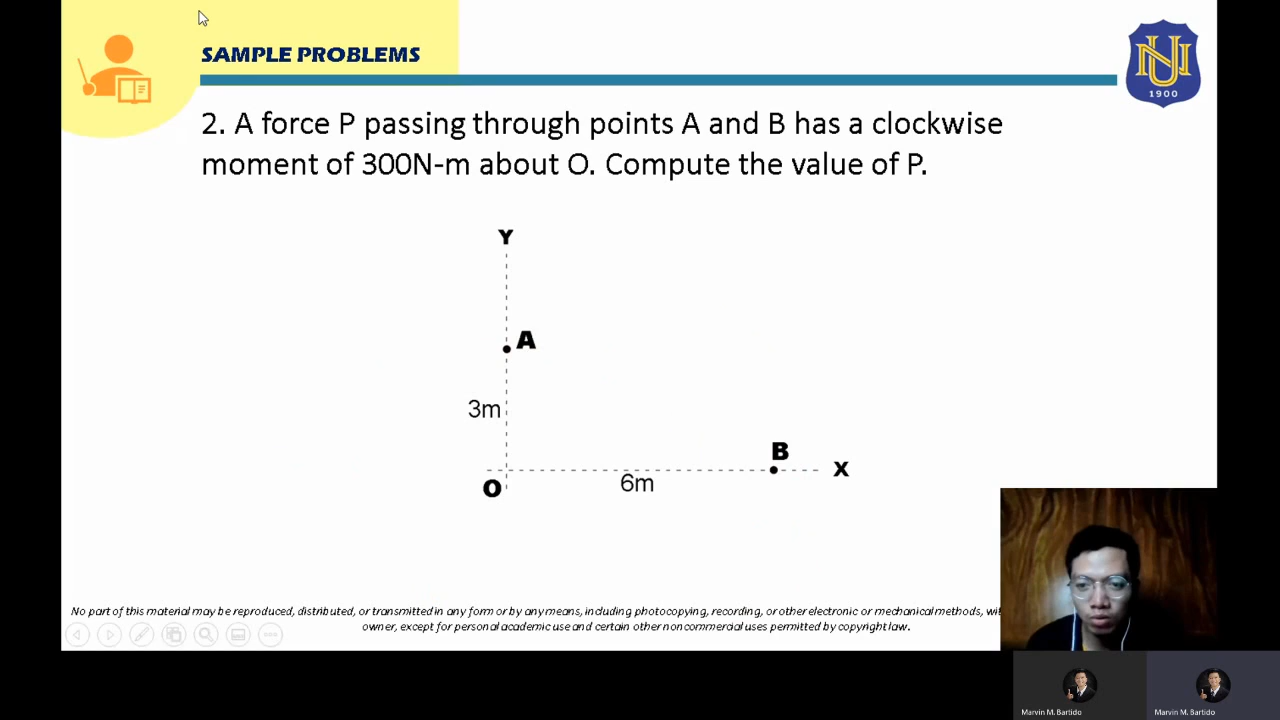 SAMPLE PROBLEMS
NU
1900
2. A force P passing through points A and B has a clockwise
moment of 300N-m about O. Compute the value of P.
Y
A
3m
B
X
O
6m
No part of this material may be reproduced, distributed, or transmitted in any form or by any means, including photocopying, recording, or other electronic or mechanical methods,
owner, except for personal academic use and certain other noncommercial uses permitted by copyright law.
Marvin M. Bartido
Marvin M. Bartido